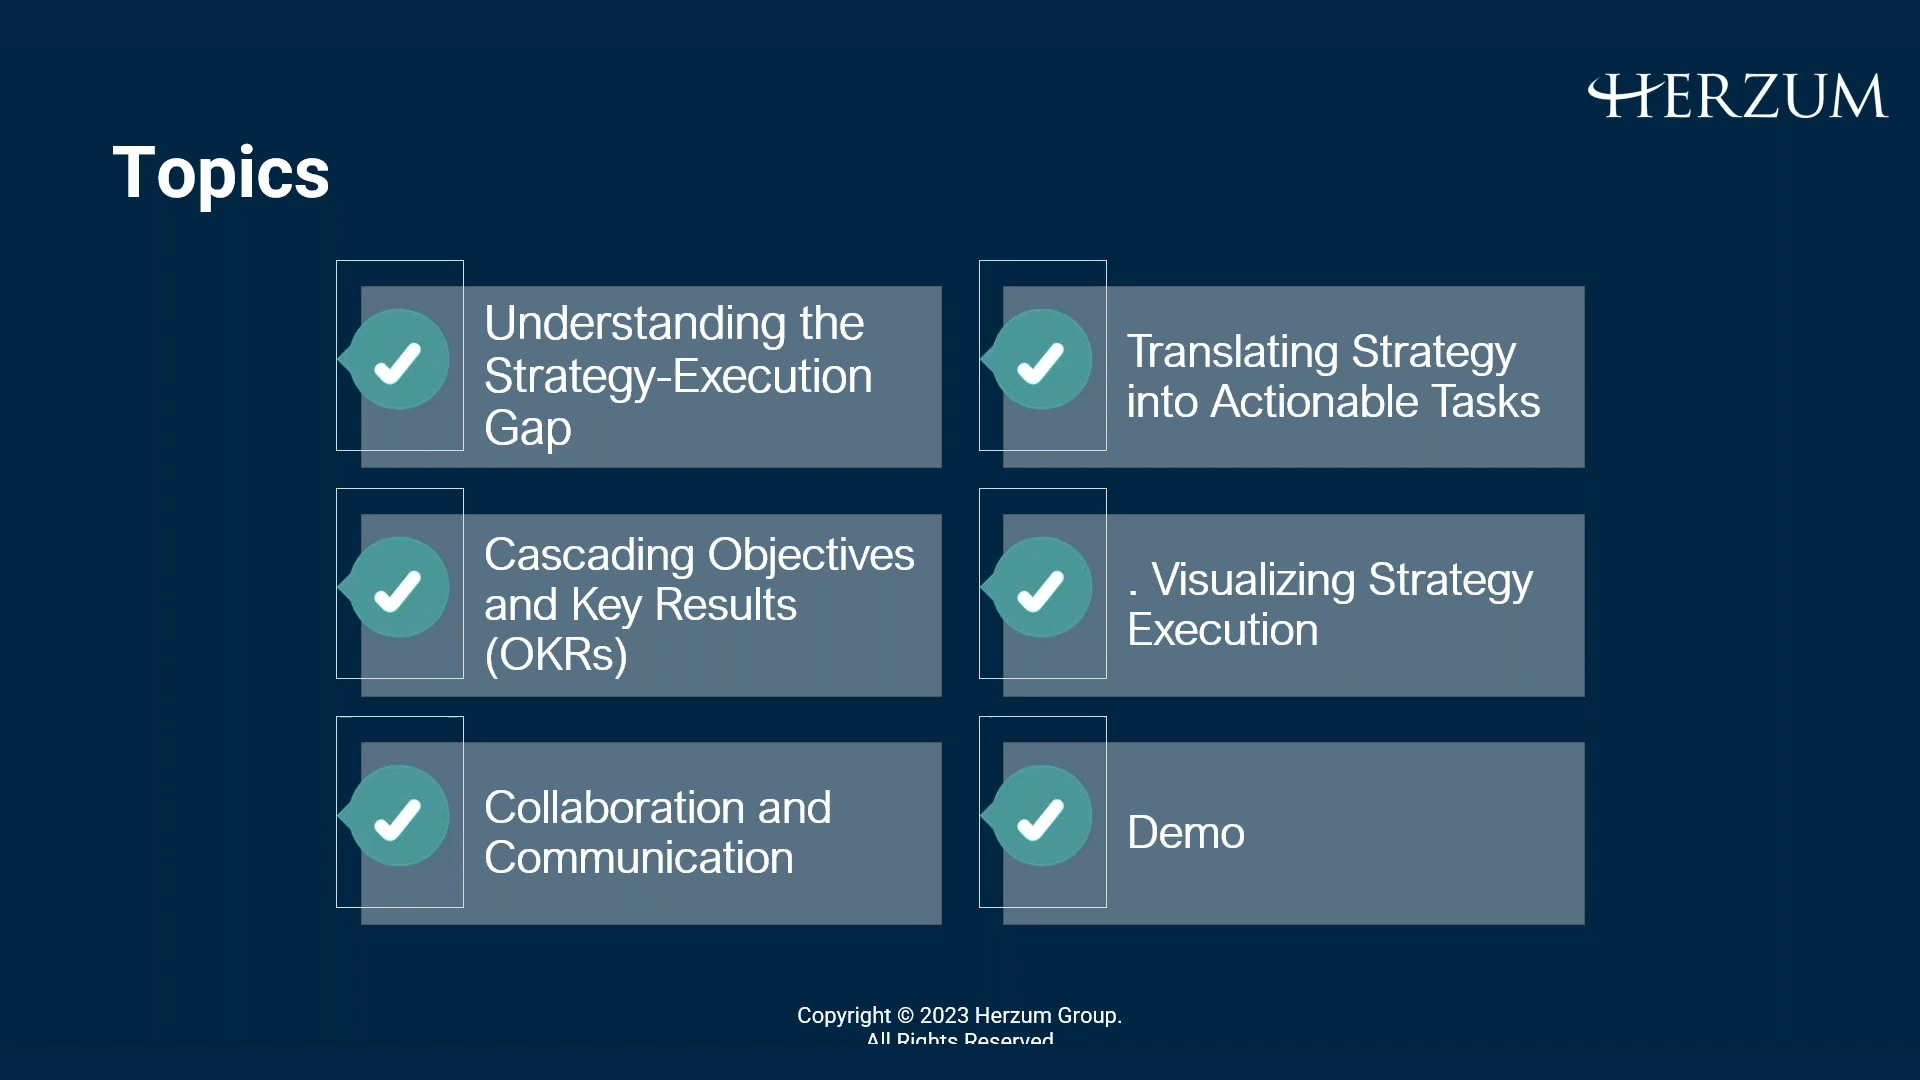 HERZUM
Topics
Understanding the
Strategy-Execution
Gap
Translating Strategy
into Actionable Tasks
Cascading Objectives
and Key Results
(OKRs)
. Visualizing Strategy
Execution
Collaboration and
Communication
Demo
Copyright © 2023 Herzum Group.
All Rights Reserved